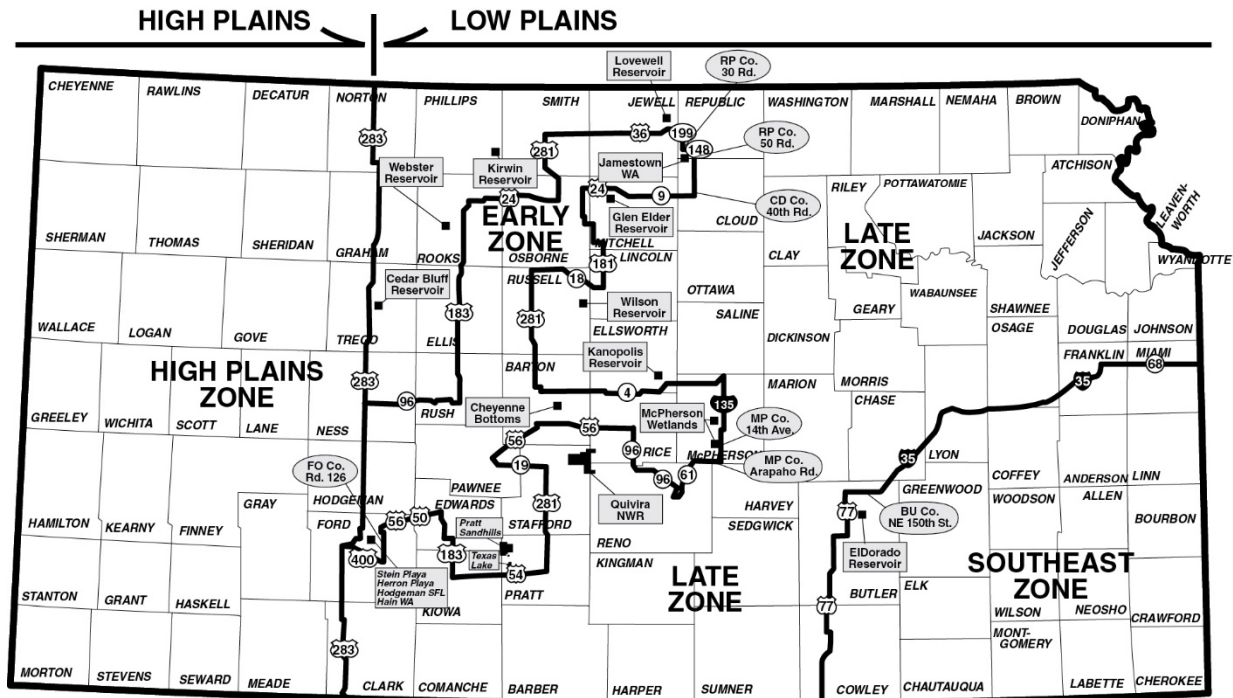 HIGH PLAINS
LOW PLAINS
Lovewell
Reservoir
RP Co.
30 Rd.
CHEYENNE
RAWLINS
DECATUR
NORTON
PHILLIPS
SMITH
JEWELL
REPUBLIC
WASHINGTON
MARSHALL
NEMAHA
BROWN
DONIPHAN
283
36
199
281
148
RP Co.
50 Rd.
Webster
Reservoir
Kirwin
Reservoir
Jamestown
WA
ATCHISON
24
24
9
CD Co.
40th Rd.
RILEY
POTTAWATOMIE
LEAVEN-
WORTH
EARLY
ZONE
Glen Elder
Reservoir
CLOUD
LATE
ZONE
JACKSON
JEFFERSON
SHERMAN
THOMAS
SHERIDAN
GRAHAM
ROOKS
OSBORNE
MITCHELL
LINCOLN
CLAY
WYANDOTTE
181
Cedar Bluff
Reservoir
RUSSELL
18
OTTAWA
WABAUNSEE
Wilson
Reservoir
183
281
SALINE
GEARY
SHAWNEE
WALLACE
LOGAN
GOVE
TREGO
ELLIS
ELLSWORTH
DICKINSON
OSAGE
DOUGLAS
JOHNSON
Kanopolis
Reservoir
FRANKLIN
MIAMI
68
HIGH PLAINS
ZONE
283
BARTON
MARION
MORRIS
35
96
4
135
CHASE
GREELEY
WICHITA
SCOTT
LANE
NESS
RUSH
Cheyenne
Bottoms
McPherson
Wetlands
MP Co.
14th Ave.
56
56
96
RICE
McPHERSON
35
LYON
FO Co.
Rd. 126
19
96
61
MP Co.
Arapaho Rd.
COFFEY
ANDERSON
LINN
PAWNEE
GRAY
HODGEMAN
EDWARDS
281
Quivira
NWR
HARVEY
GREENWOOD
WOODSON
ALLEN
HAMILTON
KEARNY
FINNEY
FORD
56
50
Pratt
Sandhills
STAFFORD
SEDGWICK
77
BU Co.
NE 150th St.
BOURBON
400
183
Texas
Lake
RENO
KINGMAN
ElDorado
Reservoir
SOUTHEAST
ZONE
Stein Playa
Herron Playa
Hodgeman SFL
Hain WA
54
LATE
ZONE
STANTON
GRANT
HASKELL
KIOWA
PRATT
77
BUTLER
ELK
WILSON
NEOSHO
CRAWFORD
MONT-
GOMERY
283
MORTON
STEVENS
SEWARD
MEADE
CLARK
COMANCHE
BARBER
HARPER
SUMNER
COWLEY
CHAUTAUQUA
LABETTE
CHEROKEE